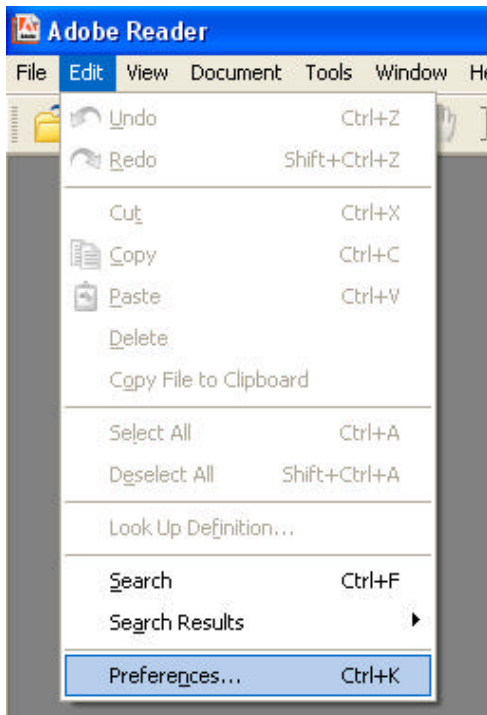 Adobe Reader
File Edit View Document Tools Window He
Undo Ctrl+Z
Redo Shift+Ctrl+Z
Cut Ctrl+X
Copy Ctrl+C
Paste Ctrl+V
Delete
Copy File to Clipboard
Select All Ctrl+A
Deselect All Shift+Ctrl+A
Look Up Definition...
Search Ctrl+F
Search Results
Preferences... Ctrl+K